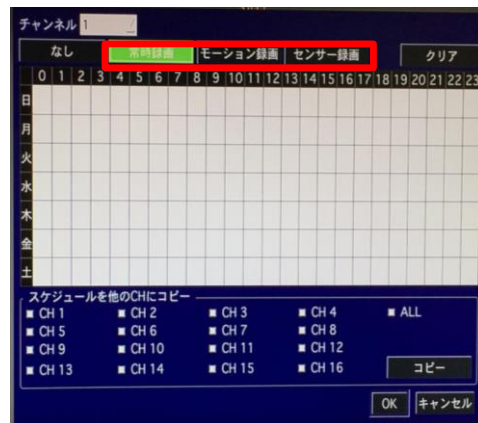 チャンネル 1
なし 常時録画 モーション録画 センサー録画 クリア
0 1 2 3 4 5 6 7 8 9 10 11 12 13 14 15 16 17 18 19 20 21 22 23
日
月
火
水
木
金
土
スケジュールを他のCHにコピー
CH 1 CH 2 CH 3 CH 4 ALL
CH 5 CH 6 CH 7 CH 8
CH 9 CH 10 CH 11 CH 12
CH 13 CH 14 CH 15 CH 16 コピー
OK キャンセル